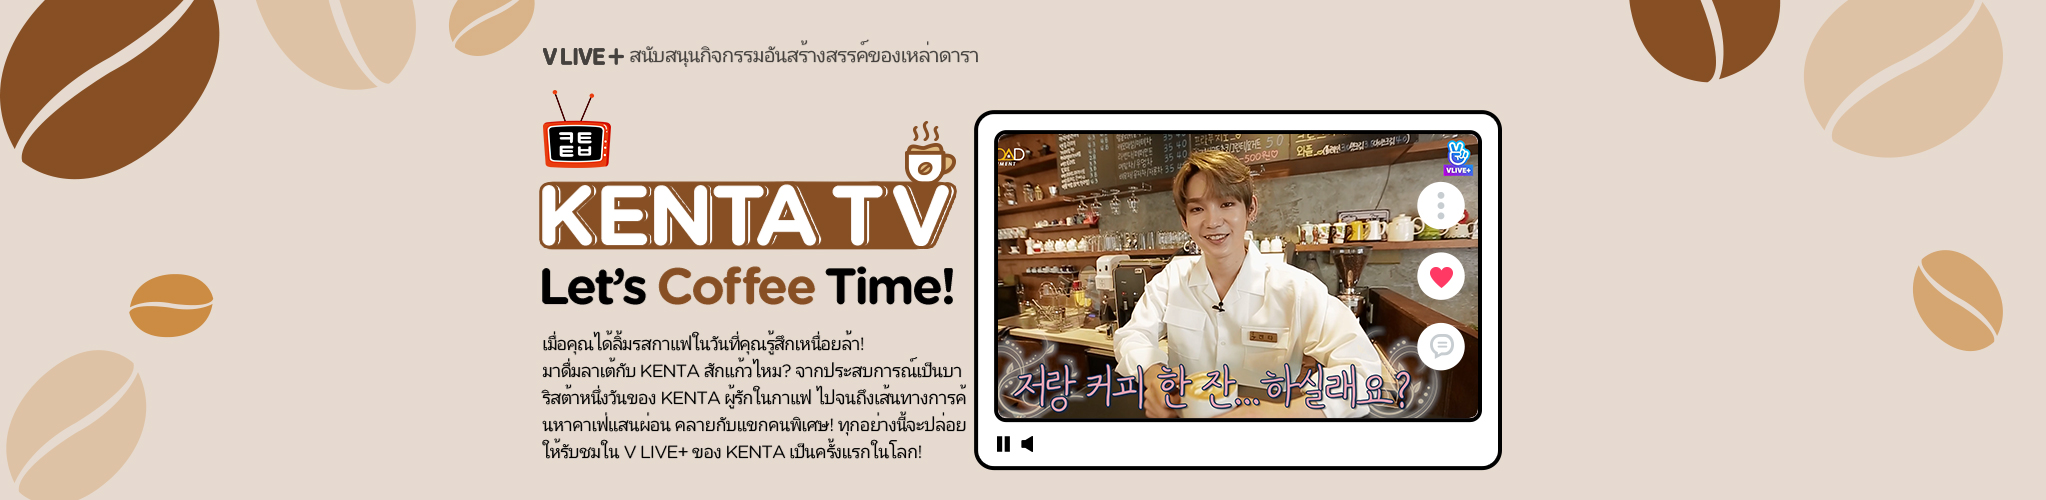 V LIVE+ สนับสนุนกิจกรรมอันสร้างสรรค์ของเหล่าดารา
ㅋㅌ
ㅌㅂ
KENTA TV
Let's Coffee Time!
เมื่อคุณได้ลิ้มรสกาแฟในวันที่คุณรู้สึกเหนื่อยล้า!
มาดื่มลาเต้กับ KENTA สักแก้วไหม? จากประสบการณ์เป็นบา
ริสต้าหนึ่งวันของ KENTA ผู้รักในกาแฟ ไปจนถึงเส้นทางการค้
นหาคาเฟ่แสนผ่อน คลายกับแขกคนพิเศษ! ทุกอย่างนี้จะปล่อย
ให้รับชมใน V LIVE+ ของ KENTA เป็นครั้งแรกในโลก!
VLIVE+
저랑 커피 한 잔... 하실래요?